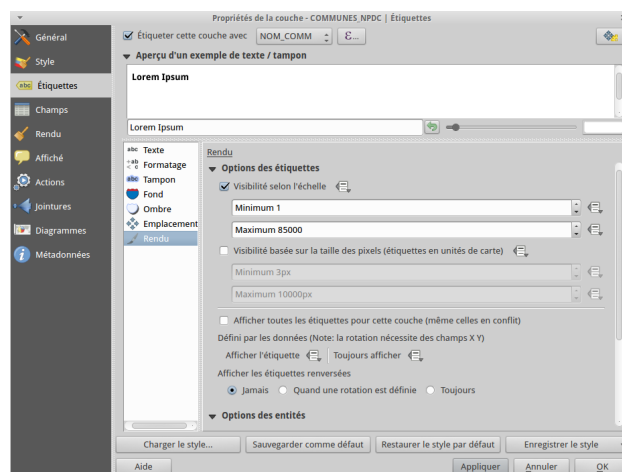 Propriétés de la couche - COMMUNES_NPDC | Étiquettes
Général
Style
abc Étiquettes
Champs
Rendu
Affiché
Actions
Jointures
Diagrammes
Métadonnées
Étiqueter cette couche avec NOM_COMM ε...
Aperçu d'un exemple de texte / tampon
Lorem Ipsum
Lorem Ipsum
abc Texte
Formatage
abc Tampon
Fond
Ombre
Emplacement
Rendu
Rendu
Options des étiquettes
Visibilité selon l'échelle
Minimum 1
Maximum 85000
Visibilité basée sur la taille des pixels (étiquettes en unités de carte)
Minimum 3px
Maximum 10000px
Afficher toutes les étiquettes pour cette couche (même celles en conflit)
Défini par les données (Note: la rotation nécessite des champs X Y)
Afficher l'étiquette Toujours afficher
Afficher les étiquettes renversées
Jamais Quand une rotation est définie Toujours
Options des entités
Charger le style... Sauvegarder comme défaut Restaurer le style par défaut Enregistrer le style
Aide Appliquer Annuler OK